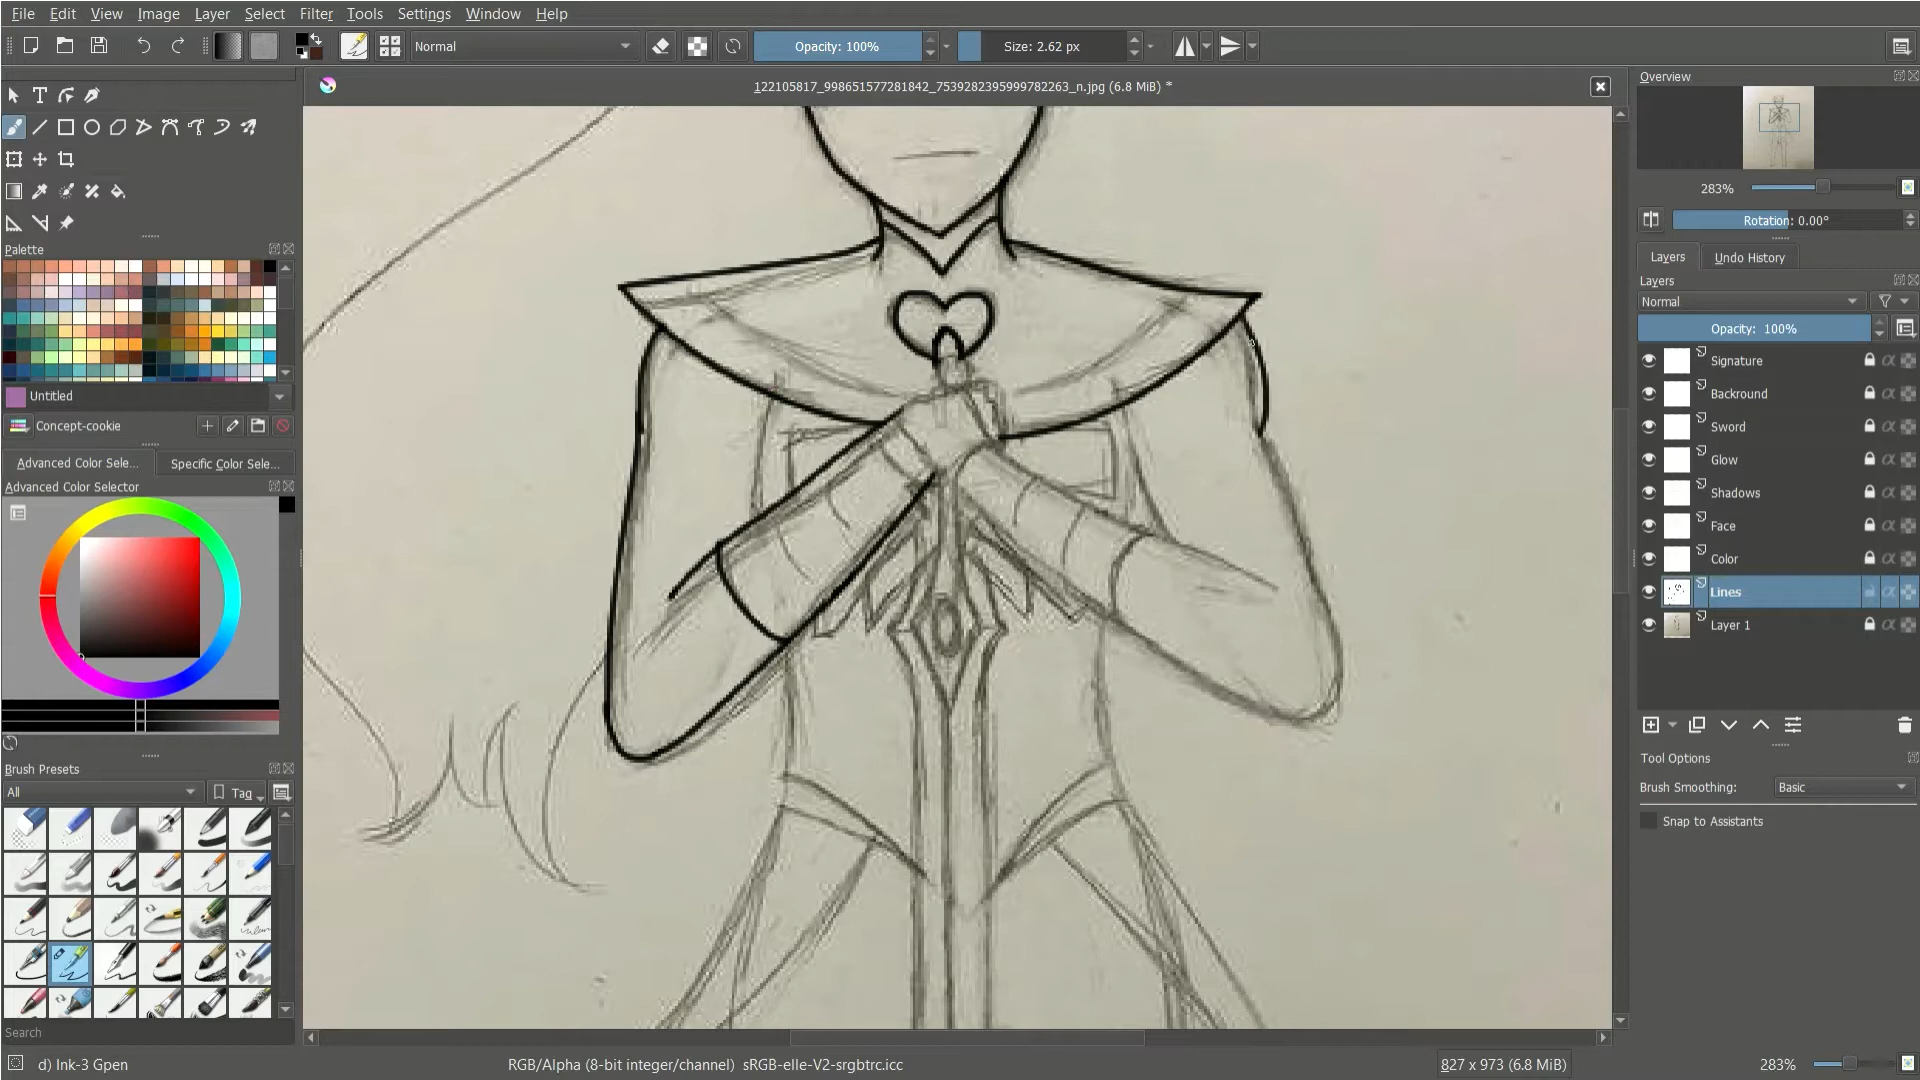 File Edit View Image Layer Select Filter Tools Settings Window Help
Normal
Opacity: 100%
Size: 2.62 px
122105817_998651577281842_7539282395999782263_n.jpg (6.8 MiB) *
Overview
283%
Rotation: 0.00°
Layers Undo History
Layers
Normal
Opacity: 100%
Signature
Backround
Sword
Glow
Shadows
Face
Color
Lines
Layer 1
Tool Options
Brush Smoothing: Basic
Snap to Assistants
Palette
Untitled
Concept-cookie
Advanced Color Sele... Specific Color Sele...
Advanced Color Selector
Brush Presets
All
Tag
Search
d) Ink-3 Gpen
RGB/Alpha (8-bit integer/channel) sRGB-elle-V2-srgbtrc.icc
827 x 973 (6.8 MiB)
283%